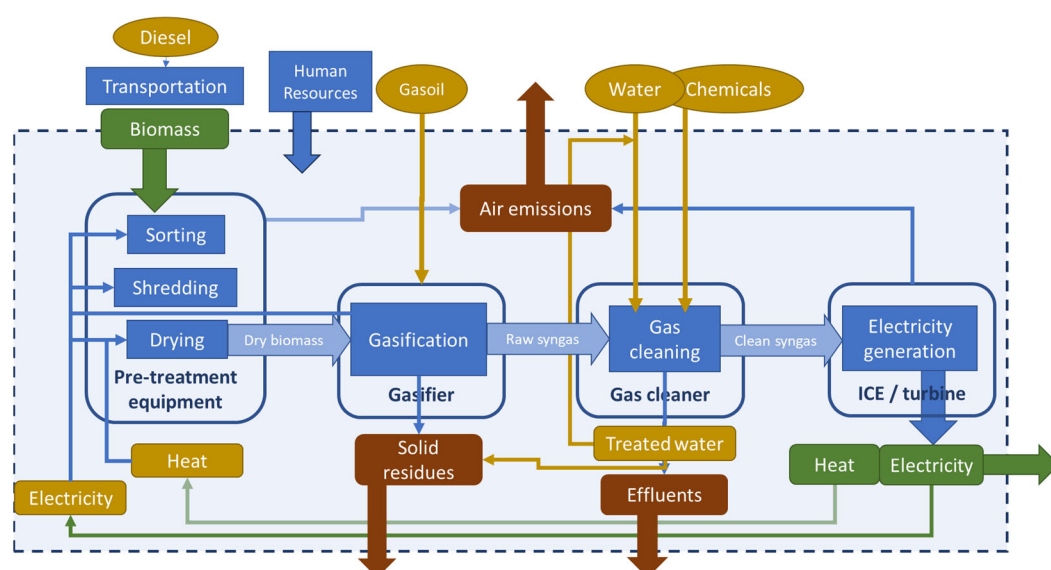 Diesel
Transportation
Human
Resources
Gasoil
Water
Chemicals
Biomass
Air emissions
Sorting
Shredding
Drying
Dry biomass
Gasification
Raw syngas
Gas
cleaning
Clean syngas
Electricity
generation
Pre-treatment
equipment
Gasifier
Gas cleaner
ICE / turbine
Heat
Solid
residues
Treated water
Heat
Electricity
Electricity
Effluents